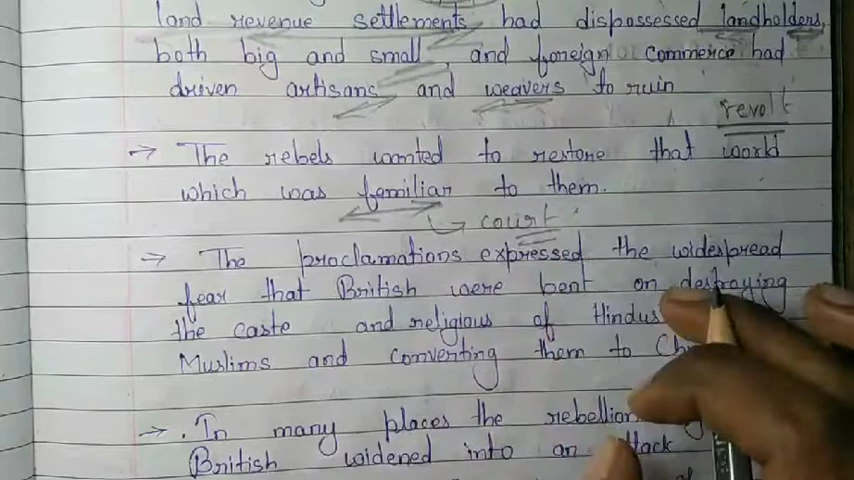 land revenue settlements had dispossessed landholders,
both big and small, and foreign commerce had
driven artisans and weavers to ruin
revolt
→ The rebels wanted to restore that world
which was familiar to them.
court
→ The proclamations expressed the widespread
fear that British were bent on destroying
the caste and religious of Hindus
Muslims and converting them to
→ . In many places the rebellion
British widened into an
of